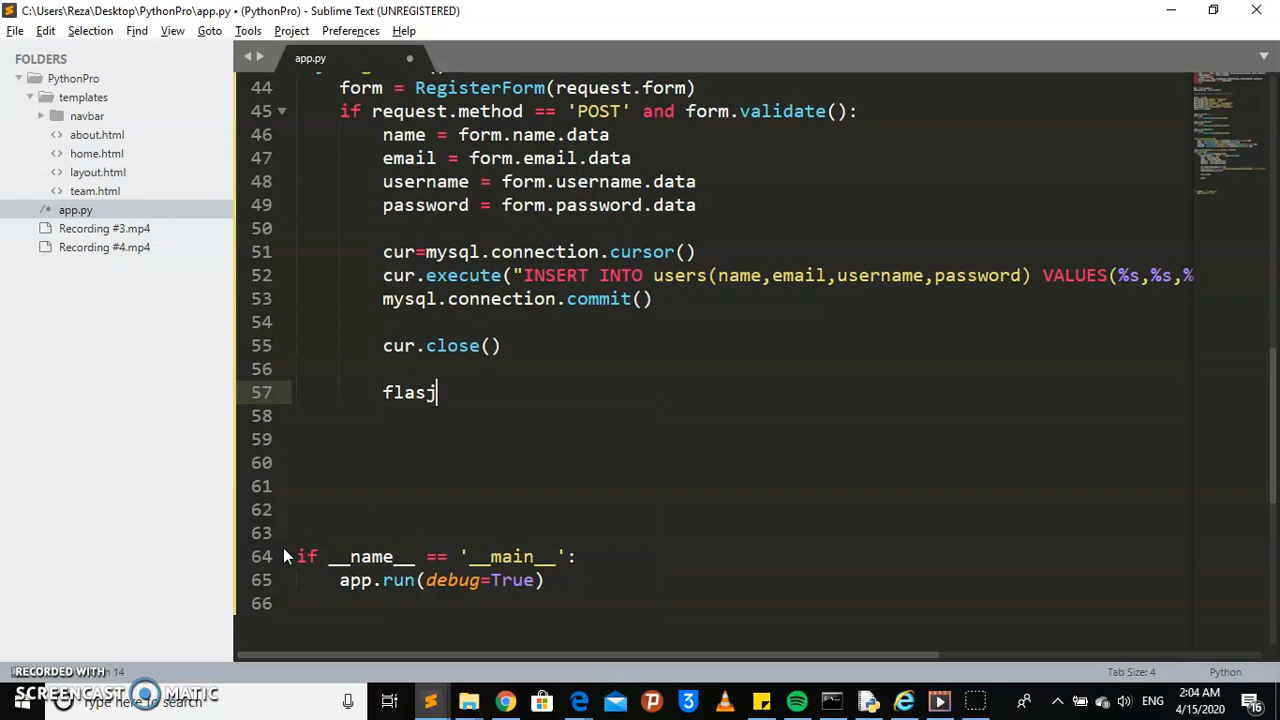 C:\Users\Reza\Desktop\PythonPro\app.py • (PythonPro) - Sublime Text (UNREGISTERED)
File Edit Selection Find View Goto Tools Project Preferences Help
FOLDERS
PythonPro
templates
navbar
about.html
home.html
layout.html
team.html
/* app.py
Recording #3.mp4
Recording #4.mp4
app.py
44 form = RegisterForm(request.form)
45 if request.method == 'POST' and form.validate():
46 name = form.name.data
47 email = form.email.data
48 username = form.username.data
49 password = form.password.data
50
51 cur=mysql.connection.cursor()
52 cur.execute("INSERT INTO users(name,email,username,password) VALUES(%s,%s,%
53 mysql.connection.commit()
54
55 cur.close()
56
57 flasj
58
59
60
61
62
63
64 if __name__ == '__main__':
65 app.run(debug=True)
66
14
Tab Size: 4
Python
RECORDED WITH
SCREENCAST MATIC
Type here to search
ENG
2:04 AM
4/15/2020
16